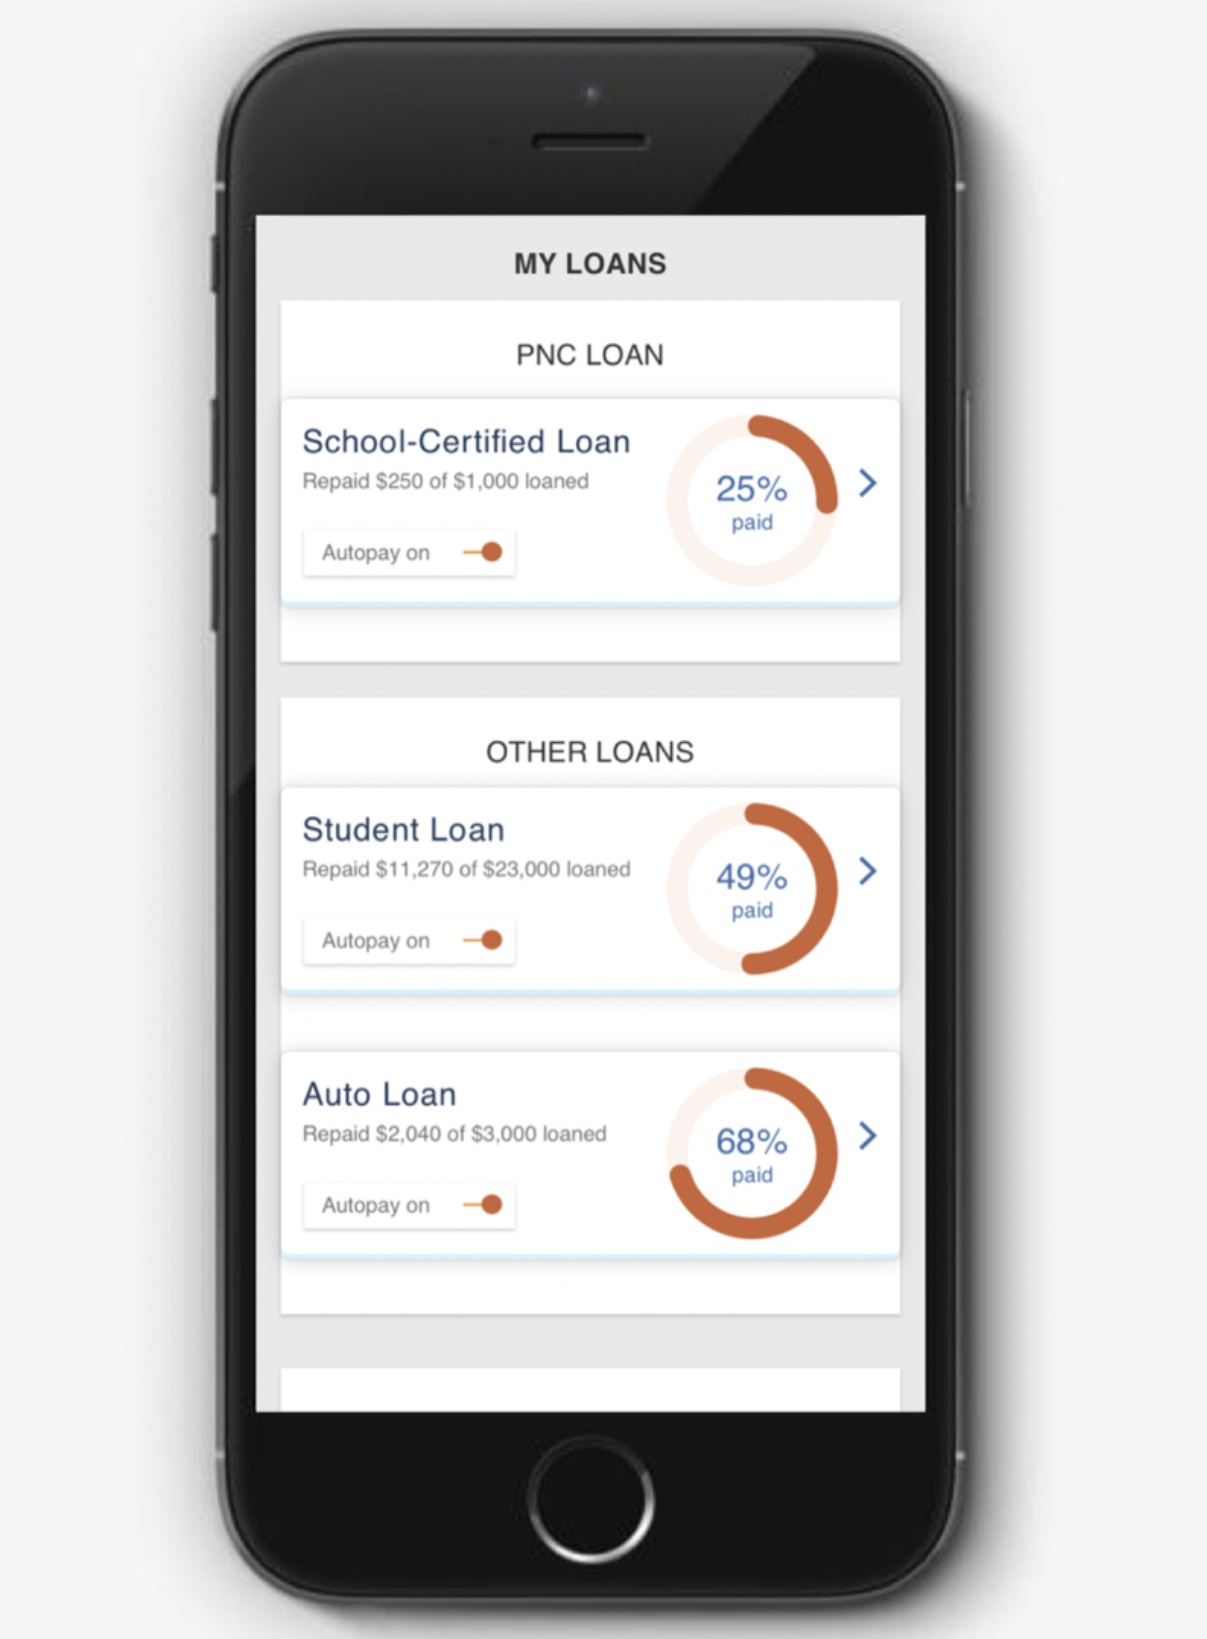 MY LOANS
PNC LOAN
School-Certified Loan
Repaid $250 of $1,000 loaned
Autopay on
25%
paid
OTHER LOANS
Student Loan
Repaid $11,270 of $23,000 loaned
Autopay on
49%
paid
Auto Loan
Repaid $2,040 of $3,000 loaned
Autopay on
68%
paid